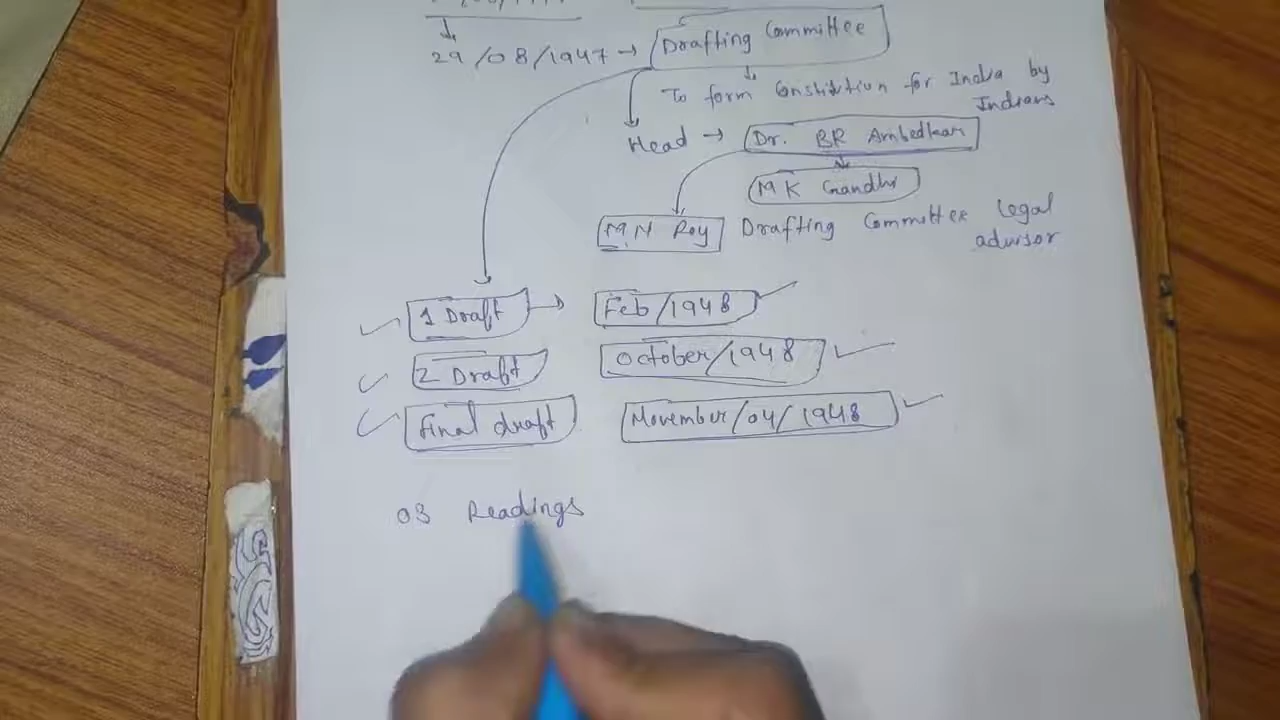 29/08/1947 → Drafting Committee
To form Constitution for India by
Indians
Head → Dr. BR Ambedkar
MK Gandhi
M.N Roy Drafting Committee legal
advisor
1 Draft → Feb/1948
2 Draft October/1948
Final draft November/04/1948
03 Readings